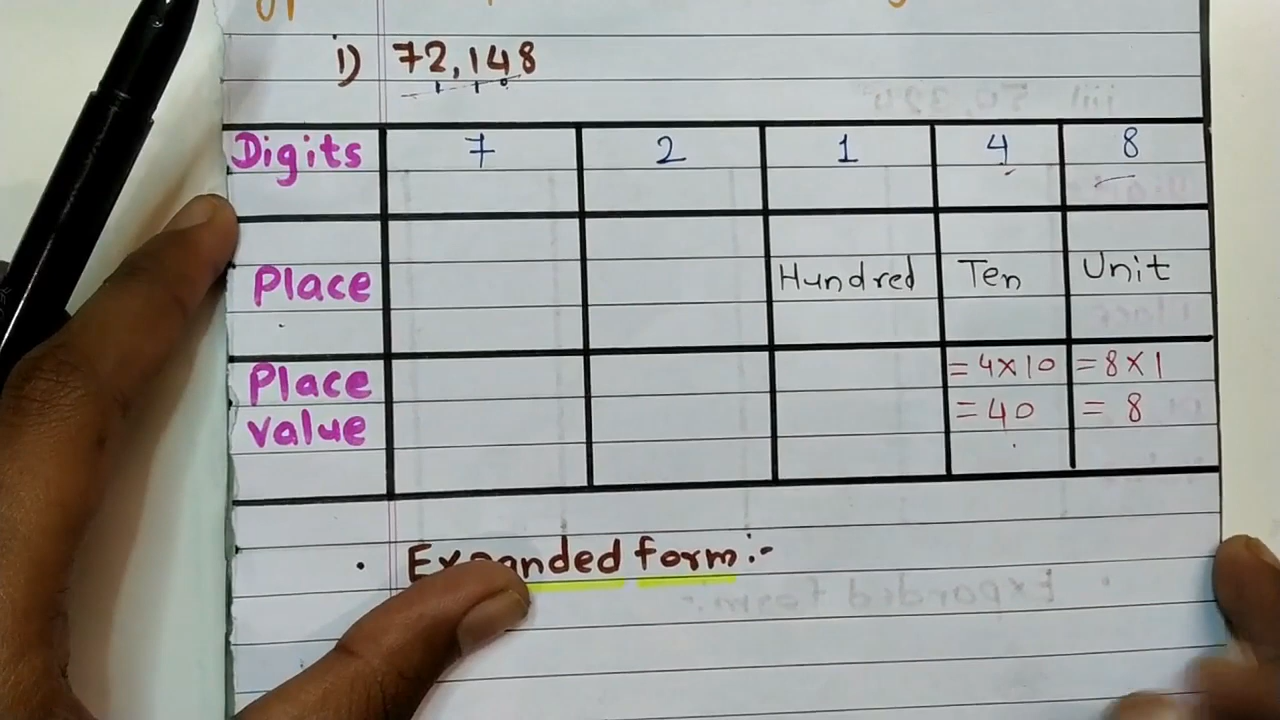 i) 72,148
Digits 7 2 1 4 8
Place Hundred Ten Unit
Place =4×10 =8×1
value =40 = 8
· Expanded form:-